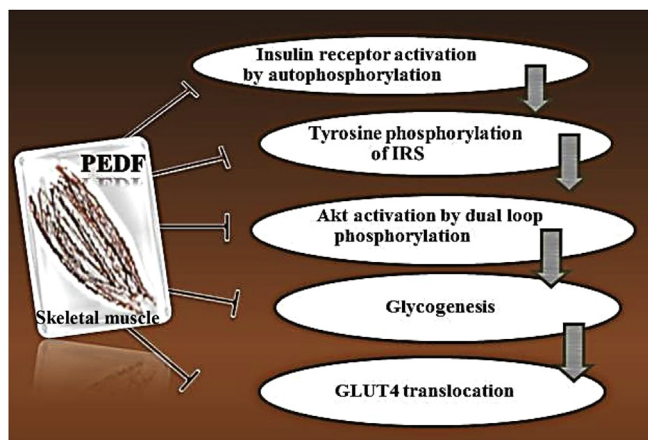 Insulin receptor activation
by autophosphorylation
Tyrosine phosphorylation
of IRS
PEDF
Akt activation by dual loop
phosphorylation
Glycogenesis
Skeletal muscle
GLUT4 translocation